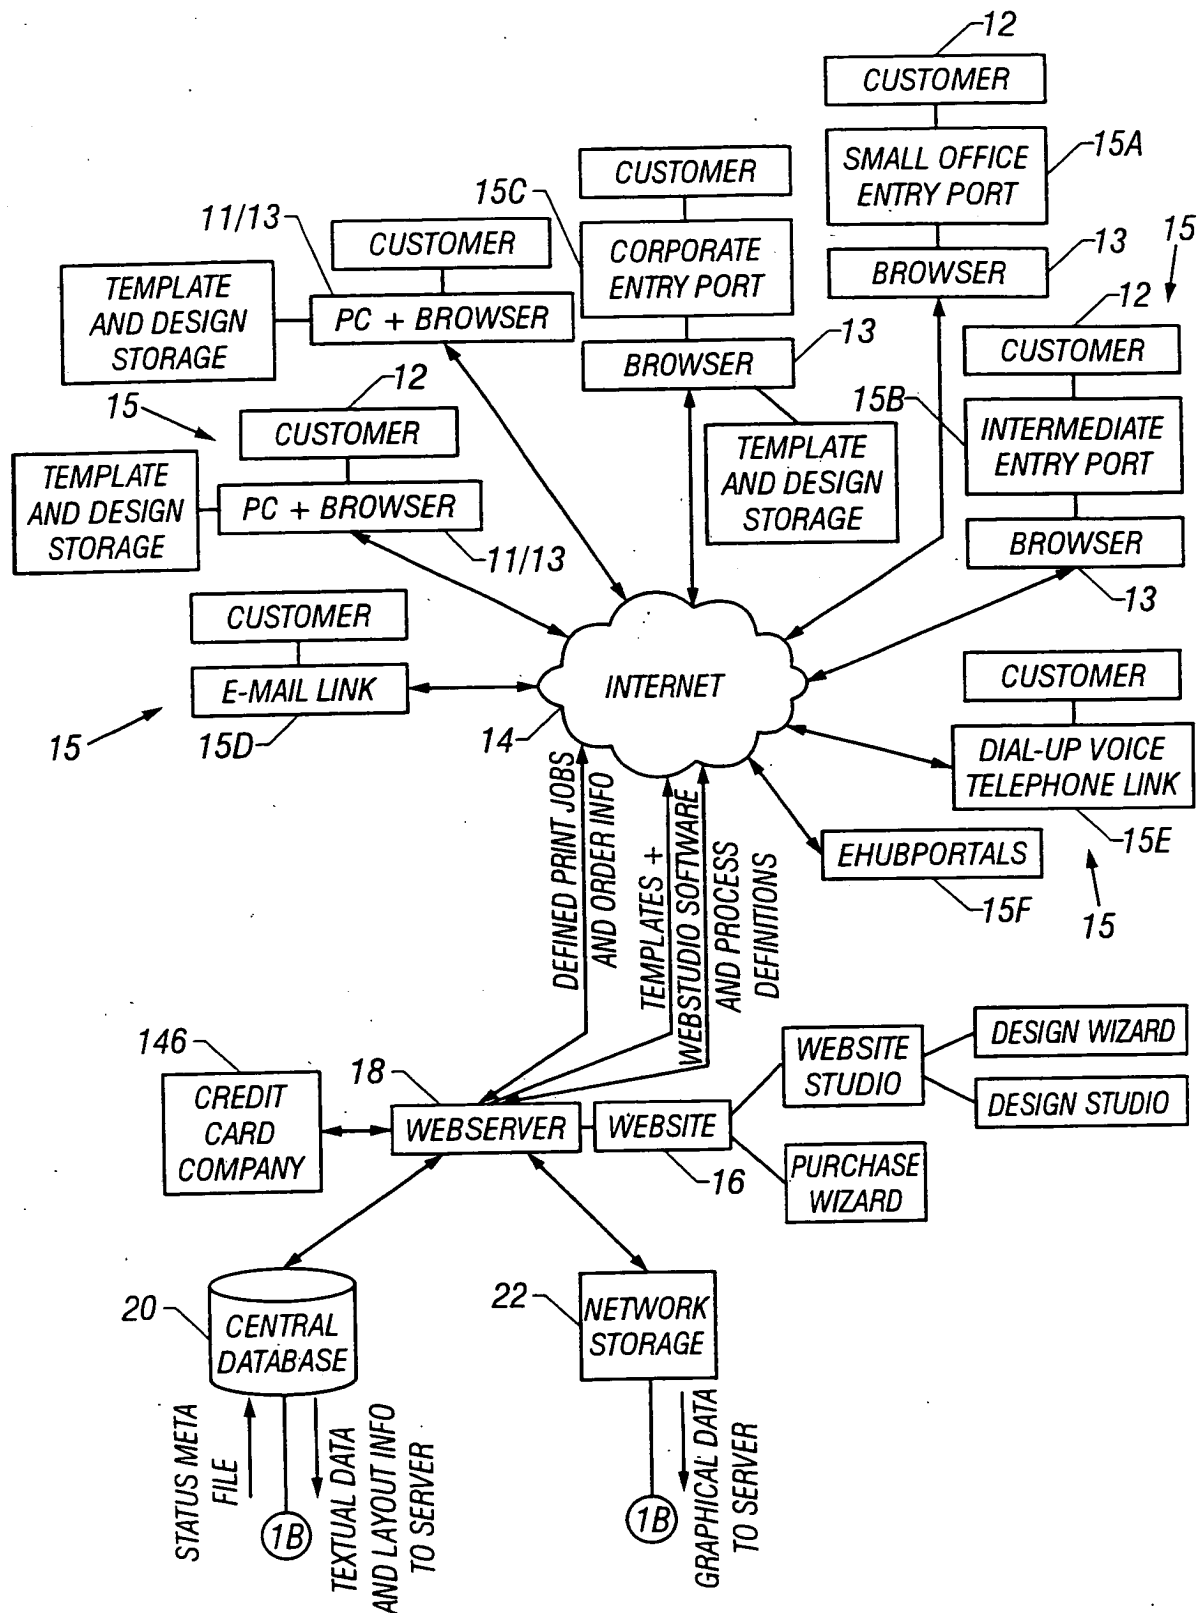 12
CUSTOMER
SMALL OFFICE
ENTRY PORT
15A
BROWSER
13
CUSTOMER
15C
CORPORATE
ENTRY PORT
BROWSER
13
TEMPLATE
AND DESIGN
STORAGE
11/13
CUSTOMER
PC + BROWSER
TEMPLATE
AND DESIGN
STORAGE
15
12
CUSTOMER
15B
INTERMEDIATE
ENTRY PORT
BROWSER
13
15
12
CUSTOMER
PC + BROWSER
11/13
TEMPLATE
AND DESIGN
STORAGE
CUSTOMER
E-MAIL LINK
15D
15
INTERNET
14
CUSTOMER
DIAL-UP VOICE
TELEPHONE LINK
15E
15
EHUBPORTALS
15F
DEFINED PRINT JOBS
AND ORDER INFO
TEMPLATES +
WEBSTUDIO SOFTWARE
AND PROCESS
DEFINITIONS
146
CREDIT
CARD
COMPANY
18
WEBSERVER
WEBSITE
16
WEBSITE
STUDIO
DESIGN WIZARD
DESIGN STUDIO
PURCHASE
WIZARD
20
CENTRAL
DATABASE
22
NETWORK
STORAGE
STATUS META
FILE
1B
TEXTUAL DATA
AND LAYOUT INFO
TO SERVER
1B
GRAPHICAL DATA
TO SERVER